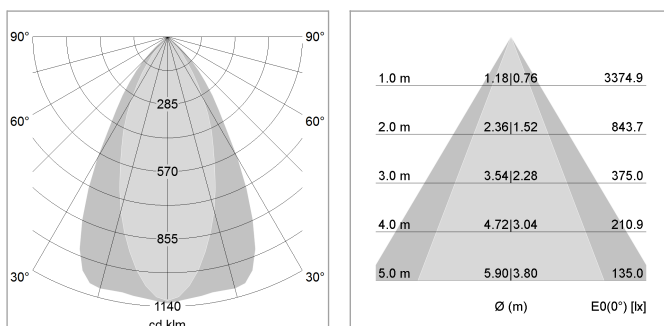 90° 90°
285
60° 60°
570
855
30° 30°
1140
cd klm
1.0 m 1.18|0.76 3374.9
2.0 m 2.36|1.52 843.7
3.0 m 3.54|2.28 375.0
4.0 m 4.72|3.04 210.9
5.0 m 5.90|3.80 135.0
Ø (m) E0(0°) [lx]